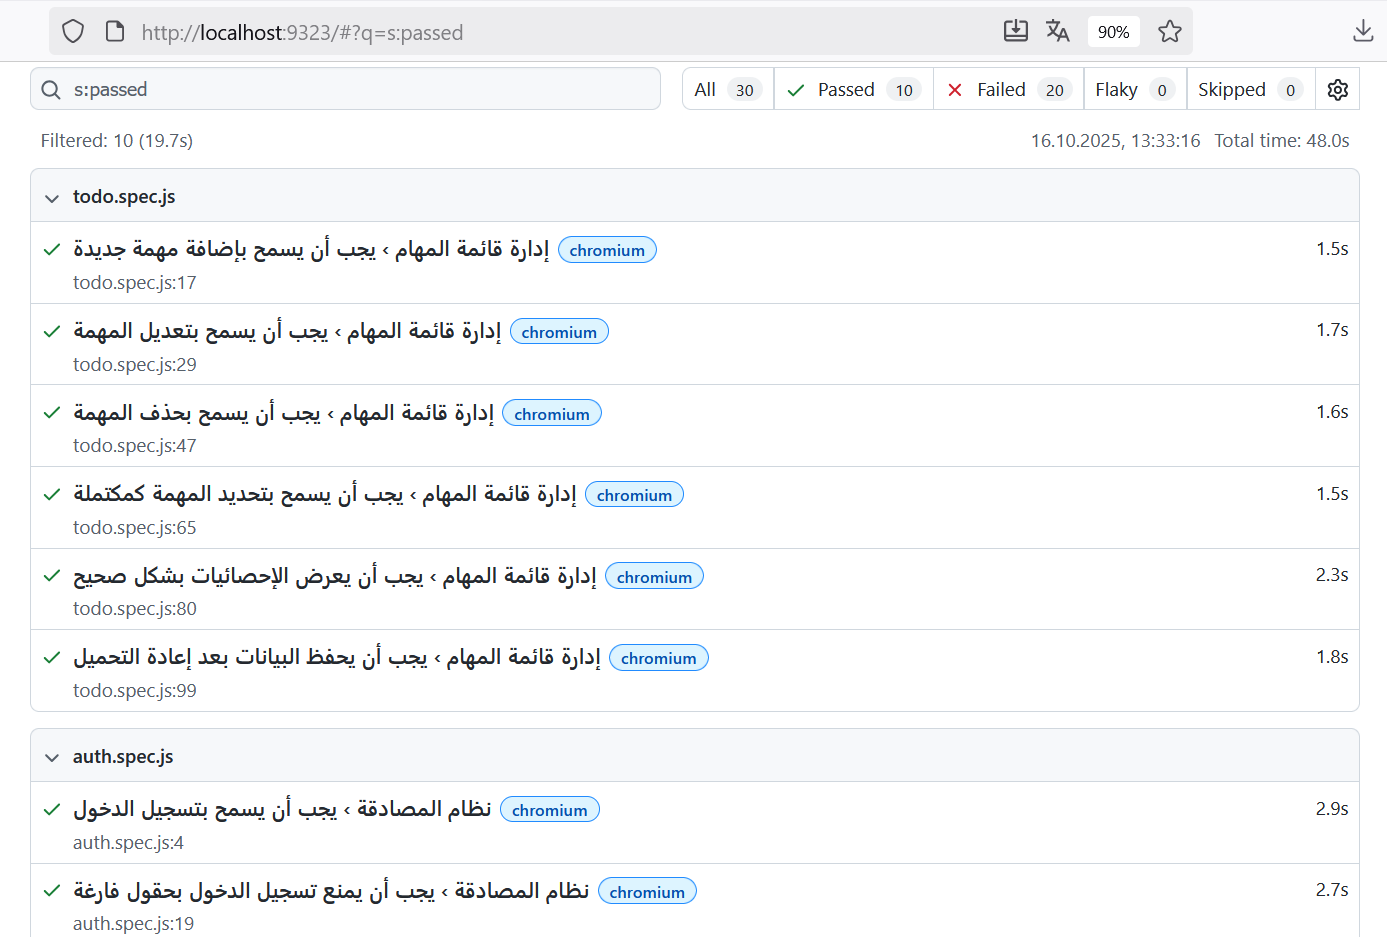 http://localhost:9323/#?q=s:passed
90%
s:passed
All 30 Passed 10 Failed 20 Flaky 0 Skipped 0
Filtered: 10 (19.7s)
16.10.2025, 13:33:16 Total time: 48.0s
todo.spec.js
إدارة قائمة المهام › يجب أن يسمح بإضافة مهمة جديدة chromium 1.5s
todo.spec.js:17
إدارة قائمة المهام › يجب أن يسمح بتعديل المهمة chromium 1.7s
todo.spec.js:29
إدارة قائمة المهام › يجب أن يسمح بحذف المهمة chromium 1.6s
todo.spec.js:47
إدارة قائمة المهام › يجب أن يسمح بتحديد المهمة كمكتملة chromium 1.5s
todo.spec.js:65
إدارة قائمة المهام › يجب أن يعرض الإحصائيات بشكل صحيح chromium 2.3s
todo.spec.js:80
إدارة قائمة المهام › يجب أن يحفظ البيانات بعد إعادة التحميل chromium 1.8s
todo.spec.js:99
auth.spec.js
نظام المصادقة › يجب أن يسمح بتسجيل الدخول chromium 2.9s
auth.spec.js:4
نظام المصادقة › يجب أن يمنع تسجيل الدخول بحقول فارغة chromium 2.7s
auth.spec.js:19